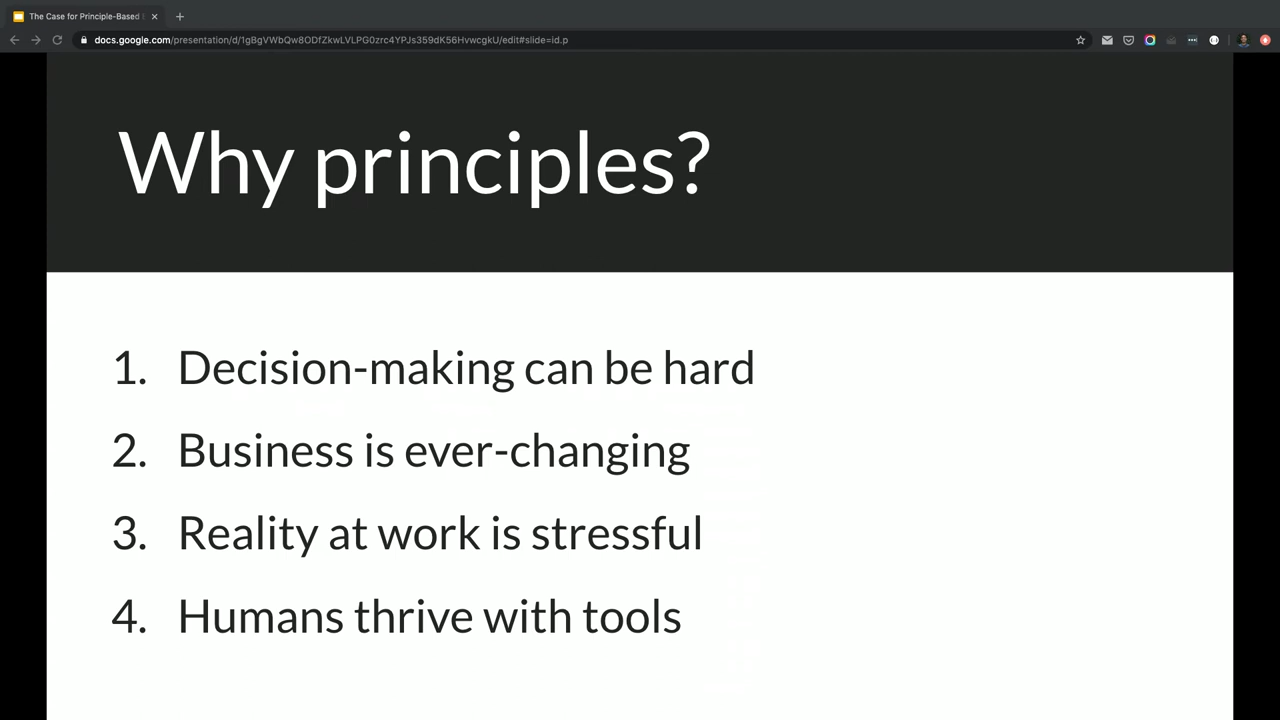 The Case for Principle-Based
docs.google.com/presentation/d/1gBgVWbQw8ODfZkwLVLPG0zrc4YPJs359dK56HvwcgkU/edit#slide=id.p
Why principles?
1. Decision-making can be hard
2. Business is ever-changing
3. Reality at work is stressful
4. Humans thrive with tools